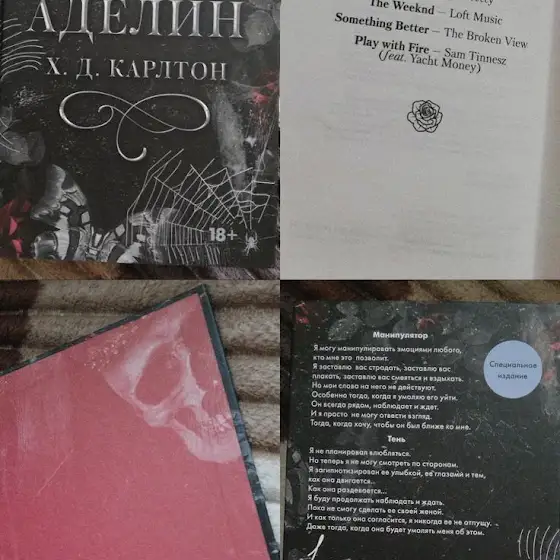 АДЕЛИН
Х. Д. КАРЛТОН
18+
The Weeknd – Loft Music
Something Better – The Broken View
Play with Fire – Sam Tinnesz
(feat. Yacht Money)
Манипулятор
Я могу манипулировать эмоциями любого,
кто мне это позволит.
Я заставлю вас страдать, заставлю вас
плакать, заставлю вас смеяться и вздыхать.
Но мои слова на него не действуют.
Особенно тогда, когда я умоляю его уйти.
Он всегда рядом, наблюдает и ждет.
И я просто не могу отвести взгляд.
Тогда, когда хочу, чтобы он был ближе ко мне.
Тень
Я не планировал влюбляться.
Но теперь я не могу смотреть по сторонам.
Я загипнотизирован ее улыбкой, ее глазами и тем,
как она двигается...
Как она раздевается...
Я буду продолжать наблюдать и ждать.
Пока не смогу сделать ее своей женой.
И как только она согласится, я никогда ее не отпущу.
Даже тогда, когда она будет умолять меня об этом.
Специальное
издание